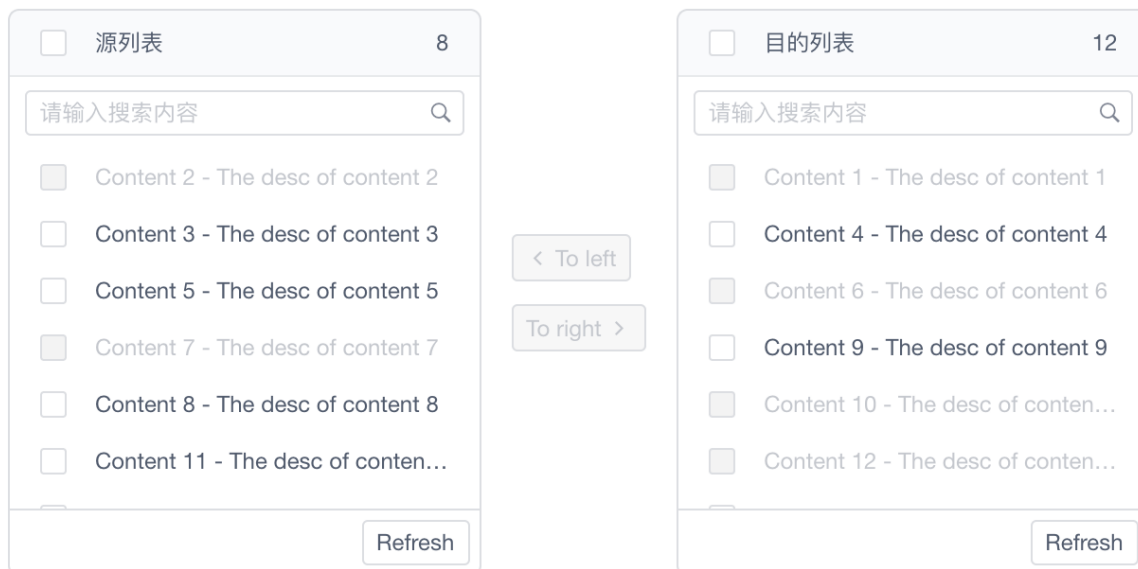 源列表 8
请输入搜索内容
Content 2 - The desc of content 2
Content 3 - The desc of content 3
Content 5 - The desc of content 5
Content 7 - The desc of content 7
Content 8 - The desc of content 8
Content 11 - The desc of conten…
Refresh
To left
To right
目的列表 12
请输入搜索内容
Content 1 - The desc of content 1
Content 4 - The desc of content 4
Content 6 - The desc of content 6
Content 9 - The desc of content 9
Content 10 - The desc of conten…
Content 12 - The desc of conten…
Refresh